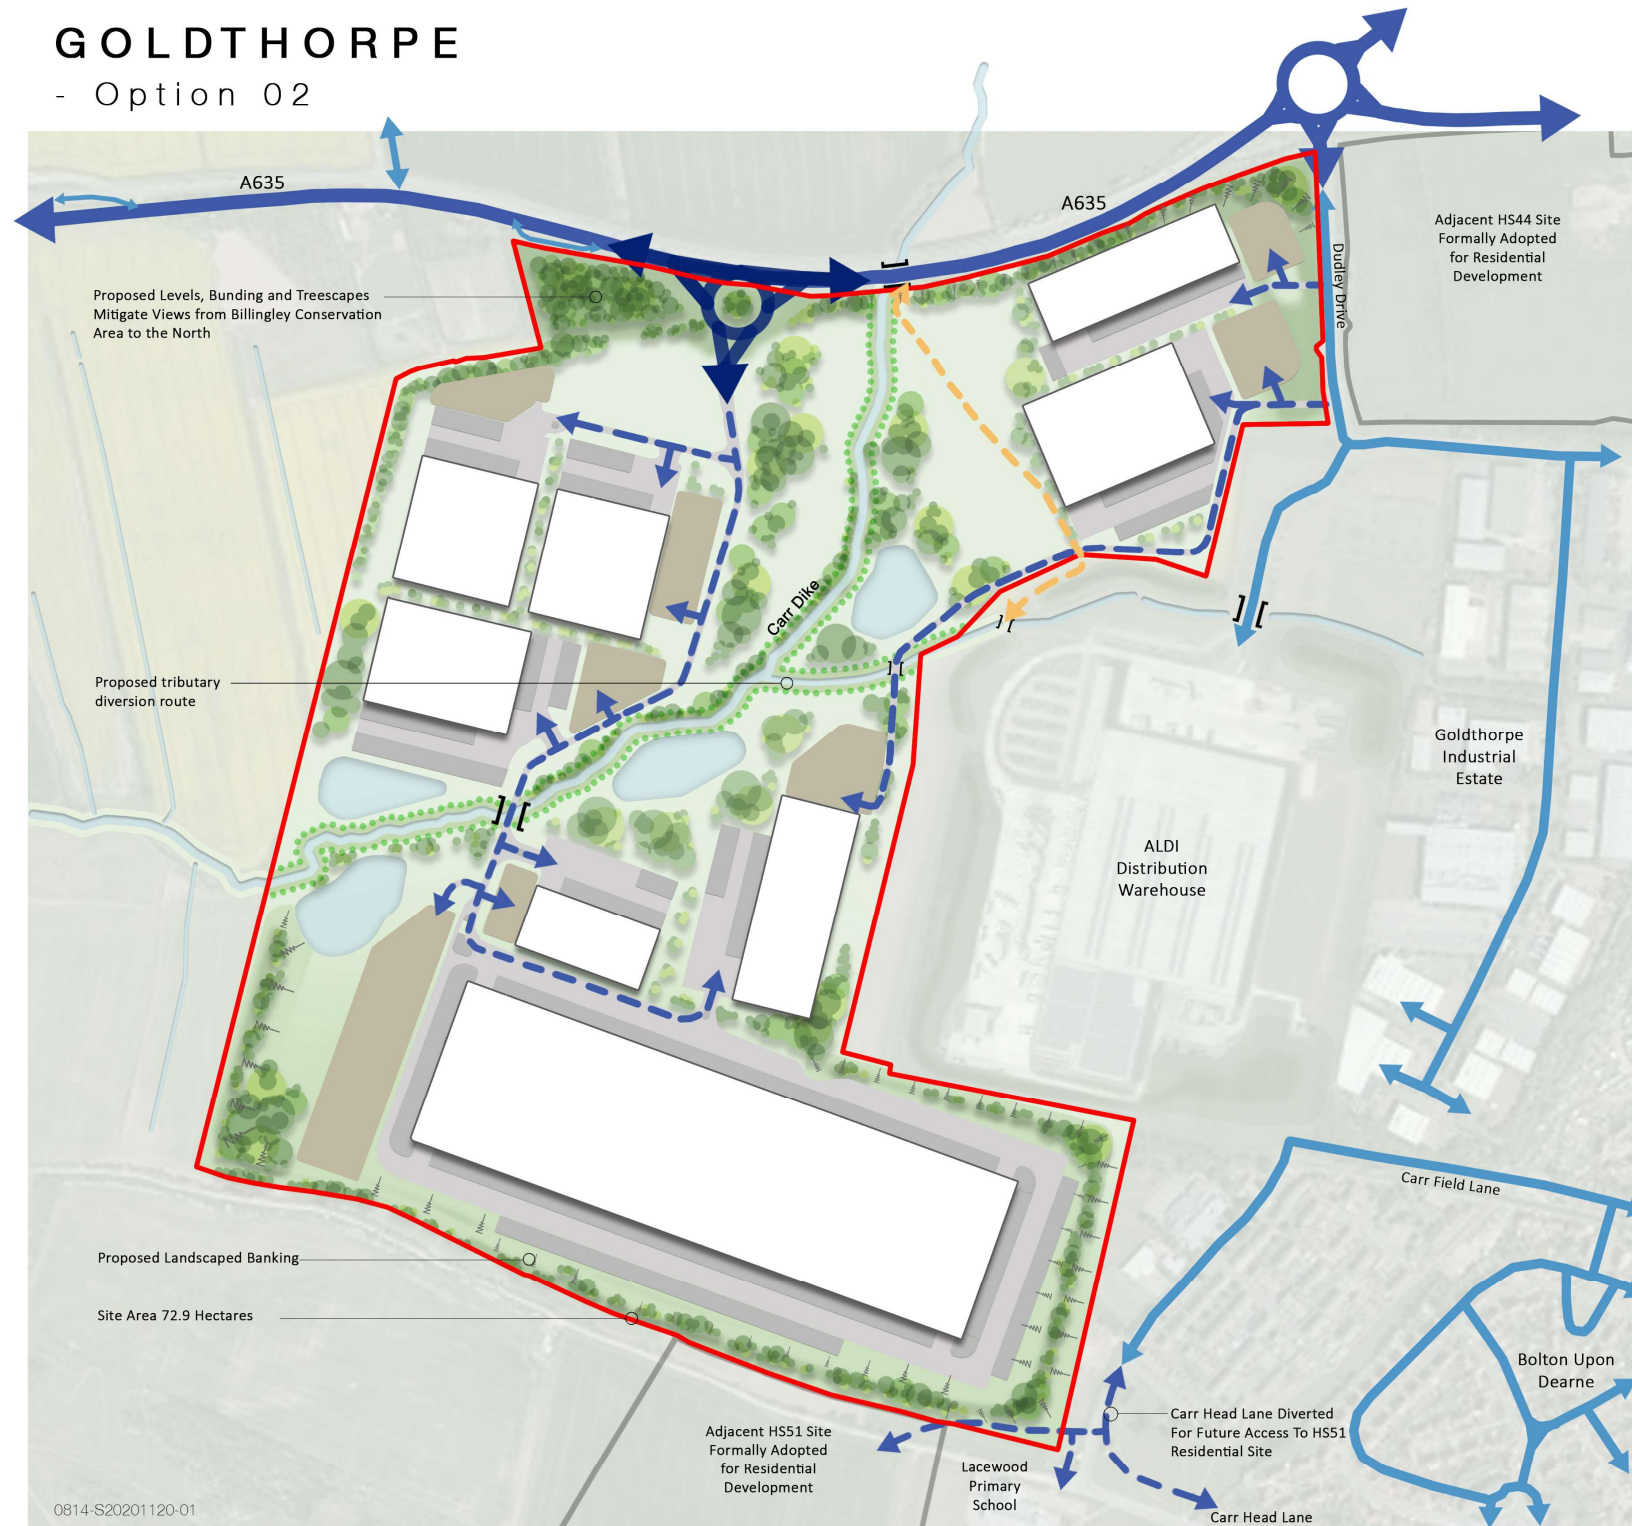 GOLDTHORPE
- Option 02
A635
A635
Adjacent HS44 Site
Formally Adopted
for Residential
Development
Dudley Drive
Proposed Levels, Bunding and Treescapes
Mitigate Views from Billingley Conservation
Area to the North
Carr Dike
Proposed tributary
diversion route
Goldthorpe
Industrial
Estate
ALDI
Distribution
Warehouse
Carr Field Lane
Proposed Landscaped Banking
Site Area 72.9 Hectares
Bolton Upon
Dearne
Carr Head Lane Diverted
For Future Access To HS51
Residential Site
Adjacent HS51 Site
Formally Adopted
for Residential
Development
Lacewood
Primary
School
Carr Head Lane
0814-S20201120-01